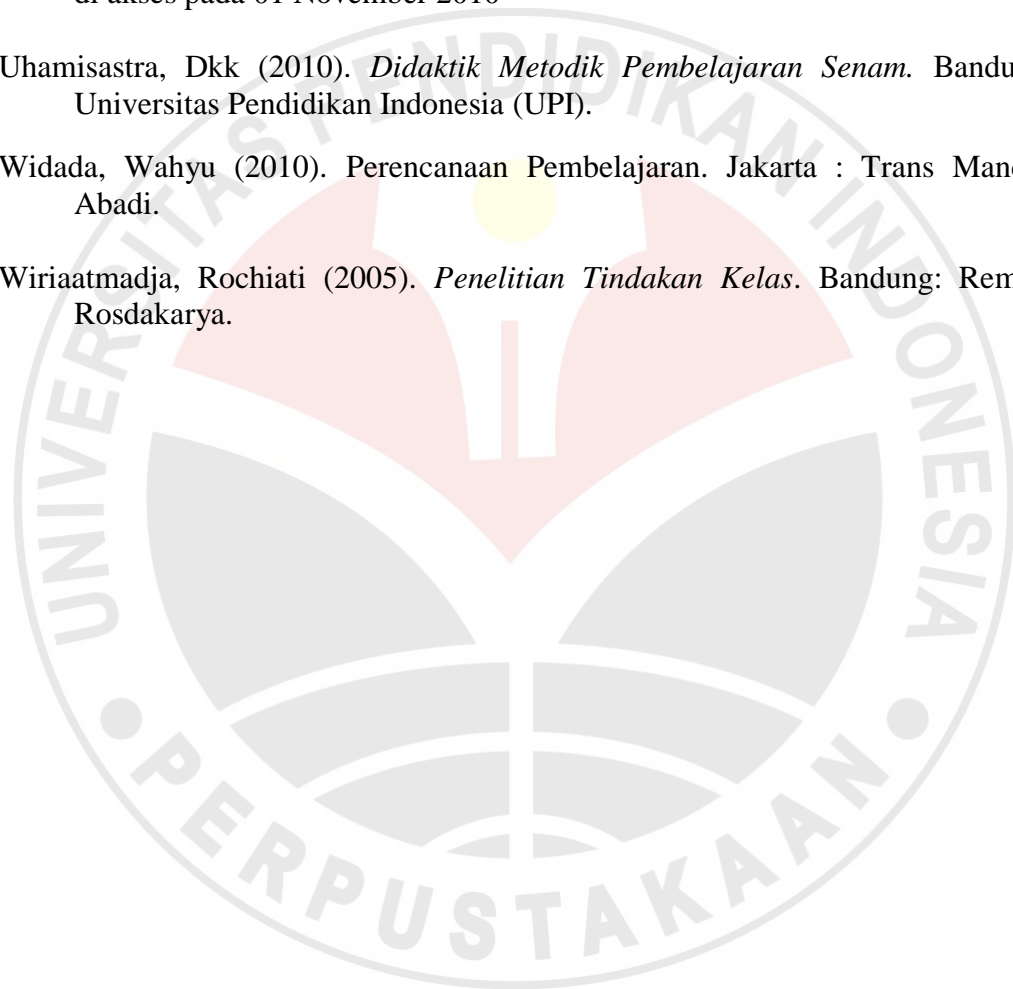 di akses pada 01 November 2010
Uhamisastra, Dkk (2010). Didaktik Metodik Pembelajaran Senam. Bandu
Universitas Pendidikan Indonesia (UPI).
Widada, Wahyu (2010). Perencanaan Pembelajaran. Jakarta : Trans Mand
Abadi.
Wiriaatmadja, Rochiati (2005). Penelitian Tindakan Kelas. Bandung: Rem
Rosdakarya.
UNIVERSITAS PENDIDIKAN INDONESIA
PERPUSTAKAAN